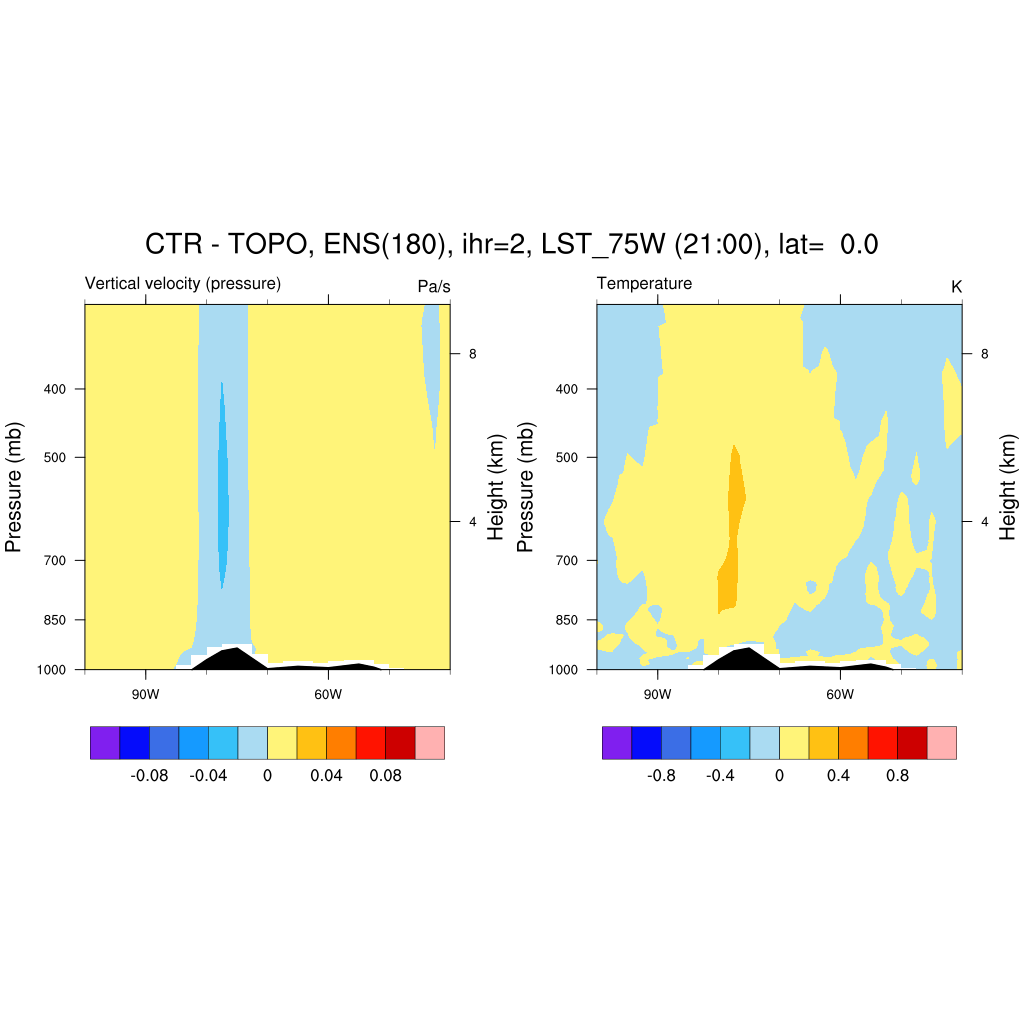 CTR - TOPO, ENS(180), ihr=2, LST_75W (21:00), lat=  0.0
Vertical velocity (pressure)
Pa/s
Pressure (mb)
400
500
700
850
1000
8
4
Height (km)
90W
60W
-0.08
-0.04
0
0.04
0.08
Temperature
K
Pressure (mb)
400
500
700
850
1000
8
4
Height (km)
90W
60W
-0.8
-0.4
0
0.4
0.8